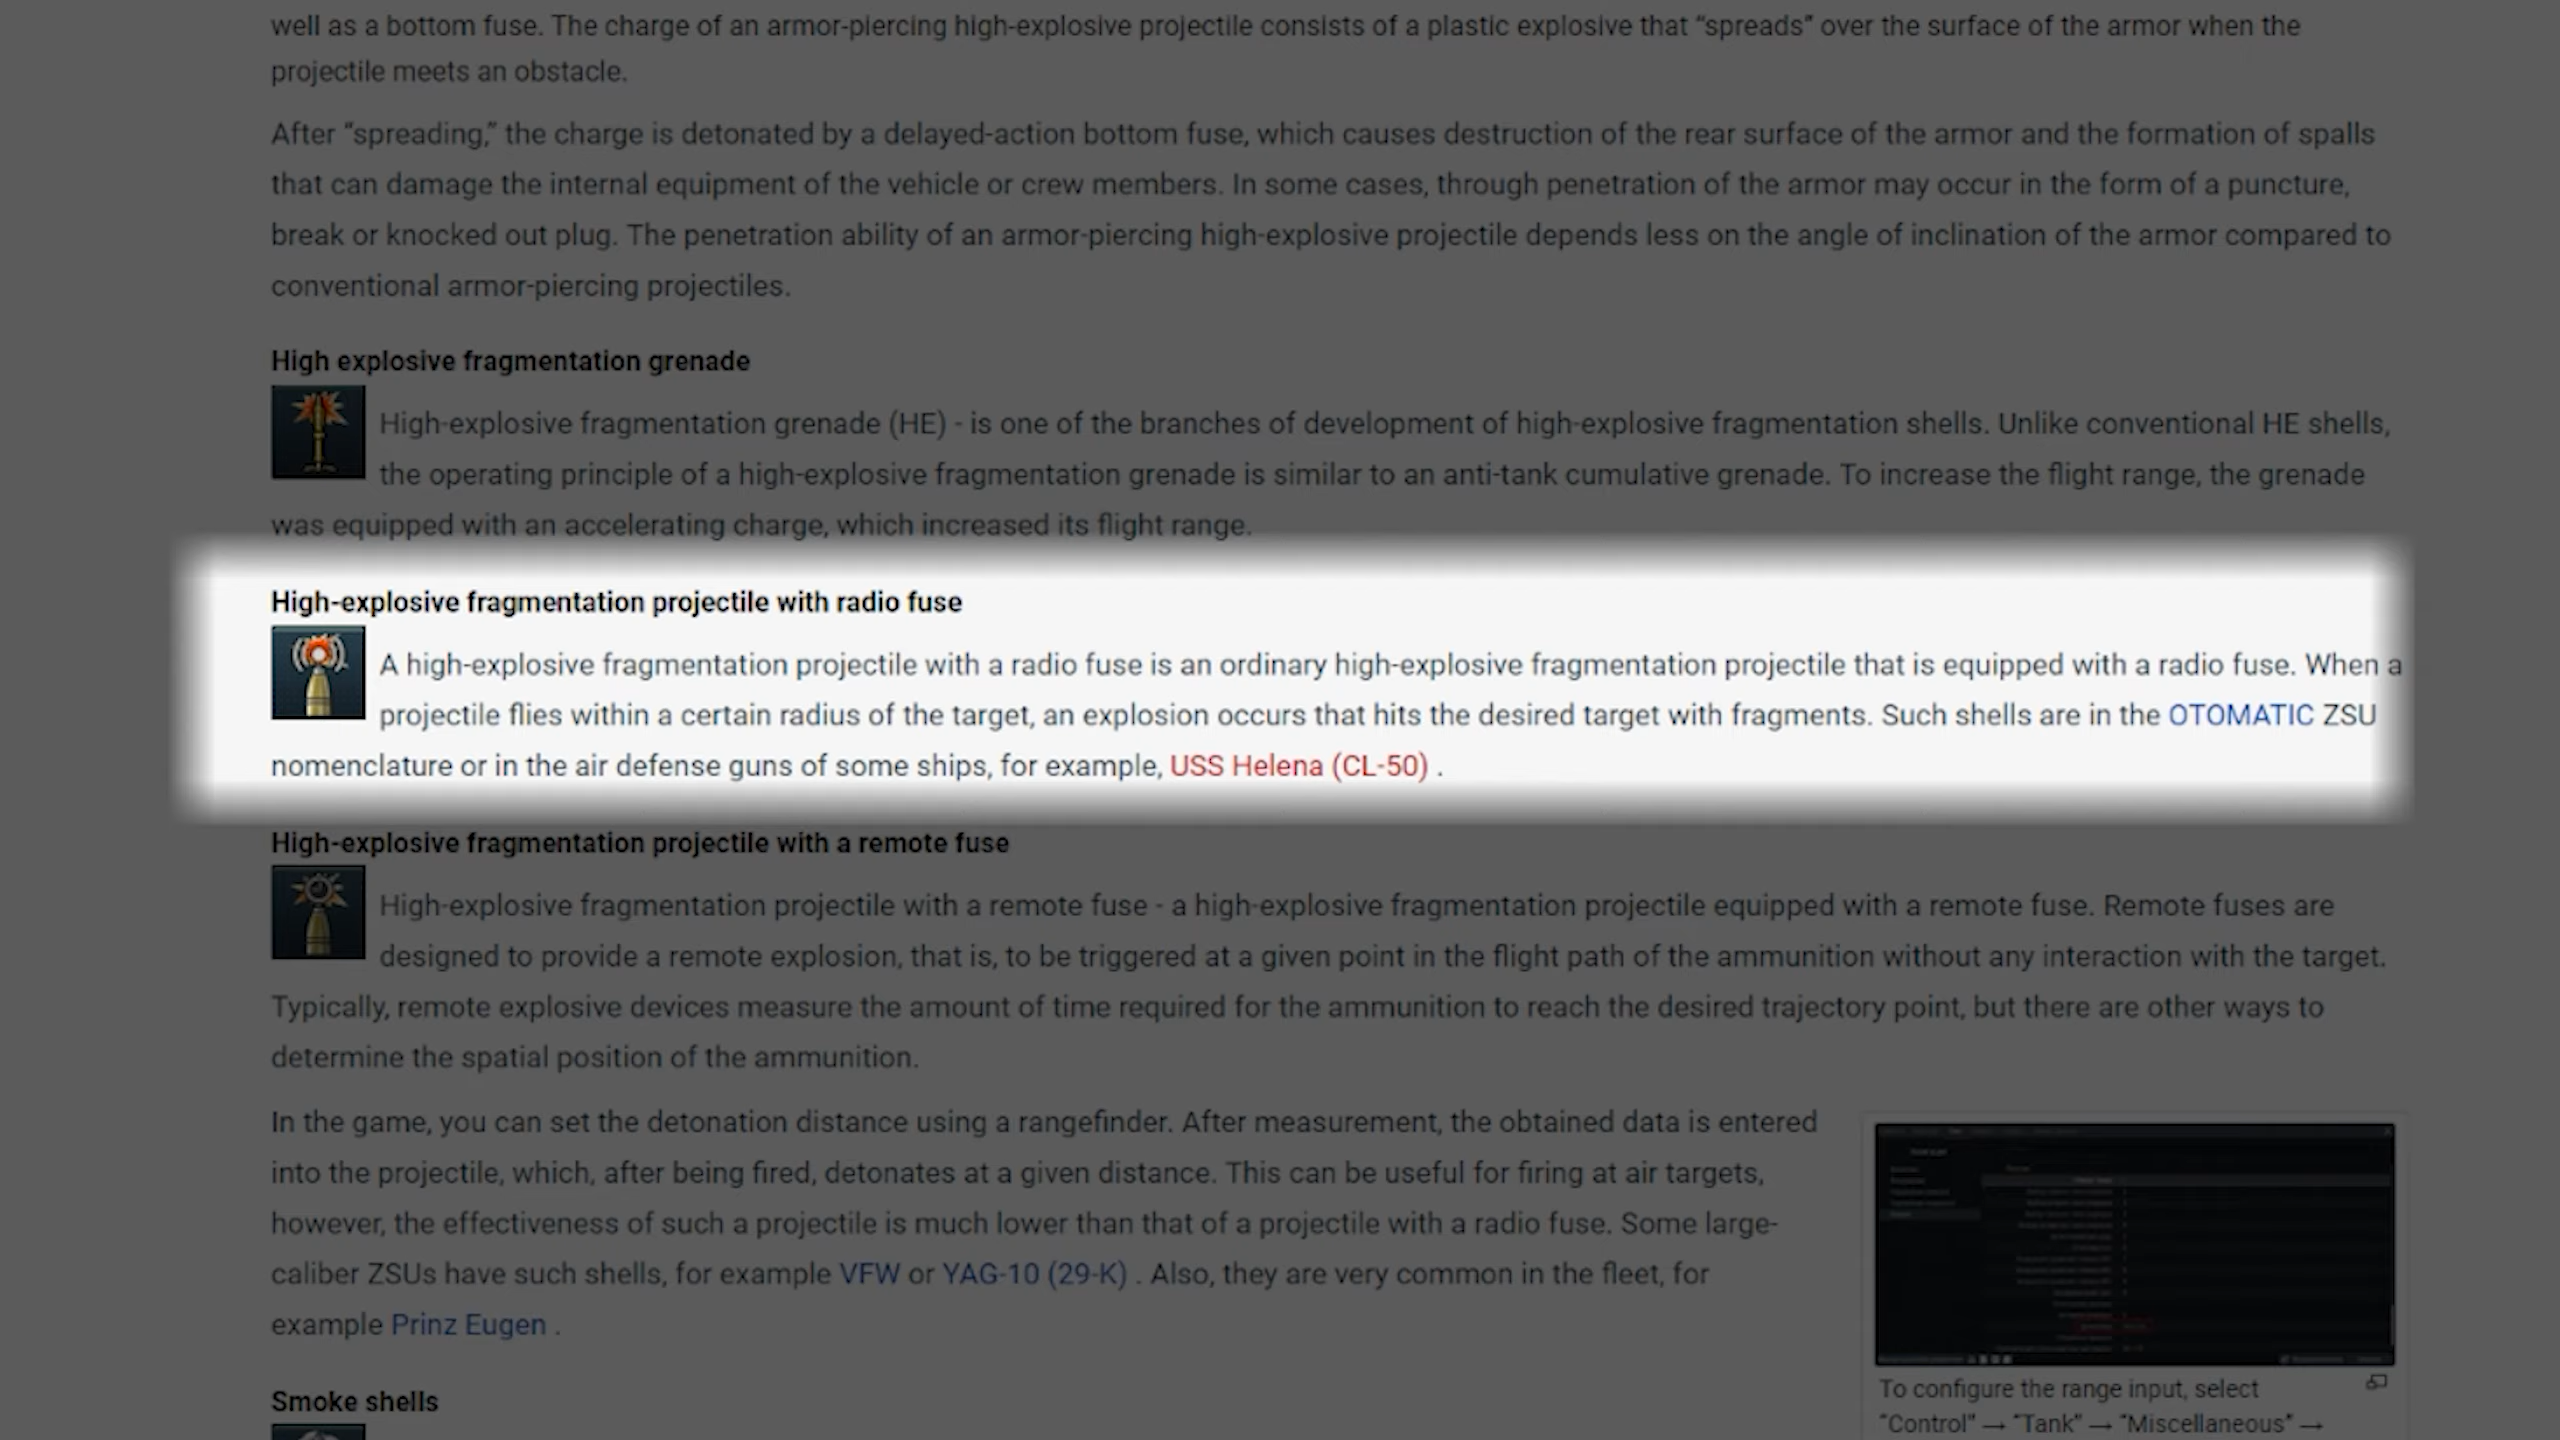 well as a bottom fuse. The charge of an armor-piercing high-explosive projectile consists of a plastic explosive that “spreads” over the surface of the armor when the
projectile meets an obstacle.
After “spreading,” the charge is detonated by a delayed-action bottom fuse, which causes destruction of the rear surface of the armor and the formation of spalls
that can damage the internal equipment of the vehicle or crew members. In some cases, through penetration of the armor may occur in the form of a puncture,
break or knocked out plug. The penetration ability of an armor-piercing high-explosive projectile depends less on the angle of inclination of the armor compared to
conventional armor-piercing projectiles.
High explosive fragmentation grenade
High-explosive fragmentation grenade (HE) - is one of the branches of development of high-explosive fragmentation shells. Unlike conventional HE shells,
the operating principle of a high-explosive fragmentation grenade is similar to an anti-tank cumulative grenade. To increase the flight range, the grenade
was equipped with an accelerating charge, which increased its flight range.
High-explosive fragmentation projectile with radio fuse
A high-explosive fragmentation projectile with a radio fuse is an ordinary high-explosive fragmentation projectile that is equipped with a radio fuse. When a
projectile flies within a certain radius of the target, an explosion occurs that hits the desired target with fragments. Such shells are in the OTOMATIC ZSU
nomenclature or in the air defense guns of some ships, for example, USS Helena (CL-50) .
High-explosive fragmentation projectile with a remote fuse
High-explosive fragmentation projectile with a remote fuse - a high-explosive fragmentation projectile equipped with a remote fuse. Remote fuses are
designed to provide a remote explosion, that is, to be triggered at a given point in the flight path of the ammunition without any interaction with the target.
Typically, remote explosive devices measure the amount of time required for the ammunition to reach the desired trajectory point, but there are other ways to
determine the spatial position of the ammunition.
In the game, you can set the detonation distance using a rangefinder. After measurement, the obtained data is entered
into the projectile, which, after being fired, detonates at a given distance. This can be useful for firing at air targets,
however, the effectiveness of such a projectile is much lower than that of a projectile with a radio fuse. Some large-
caliber ZSUs have such shells, for example VFW or YAG-10 (29-K) . Also, they are very common in the fleet, for
example Prinz Eugen .
To configure the range input, select
“Control” → “Tank” → “Miscellaneous” →
Smoke shells